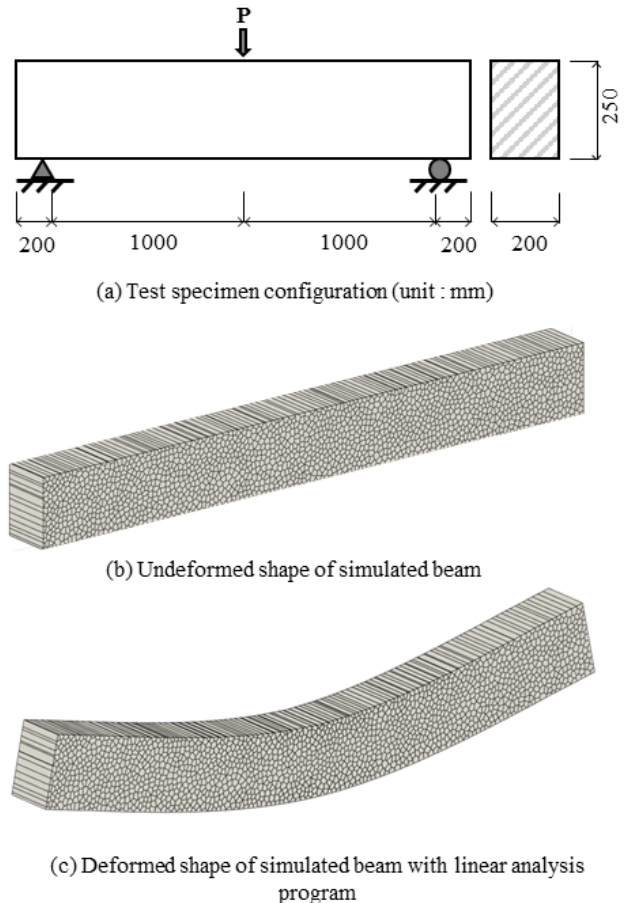 P
250
200 1000 1000 200 200
(a) Test specimen configuration (unit : mm)
(b) Undeformed shape of simulated beam
(c) Deformed shape of simulated beam with linear analysis
program